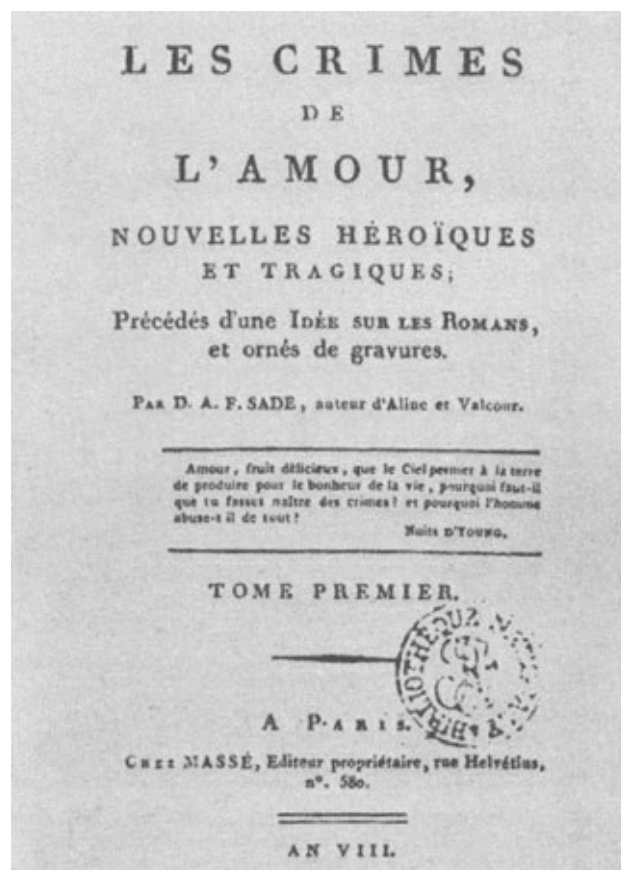 LES CRIMES
DE
L'AMOUR,
NOUVELLES HÉROÏQUES
ET TRAGIQUES;
Précédés d'une IDÉE SUR LES ROMANS,
et ornés de gravures.
PAR D. A. F. SADE, auteur d'Aline et Valcour.
Amour, fruit délicieux, que le Ciel permet à la terre
de produire pour le bonheur de la vie, pourquoi faut-il
que tu fasses naître des crimes? et pourquoi l'homme
abuse-t il de tout?
Nuits D'YOUNG.
TOME PREMIER.
A PARIS.
CHEZ MASSÉ, Editeur propriétaire, rue Helvétius,
n°. 580.
AN VIII.